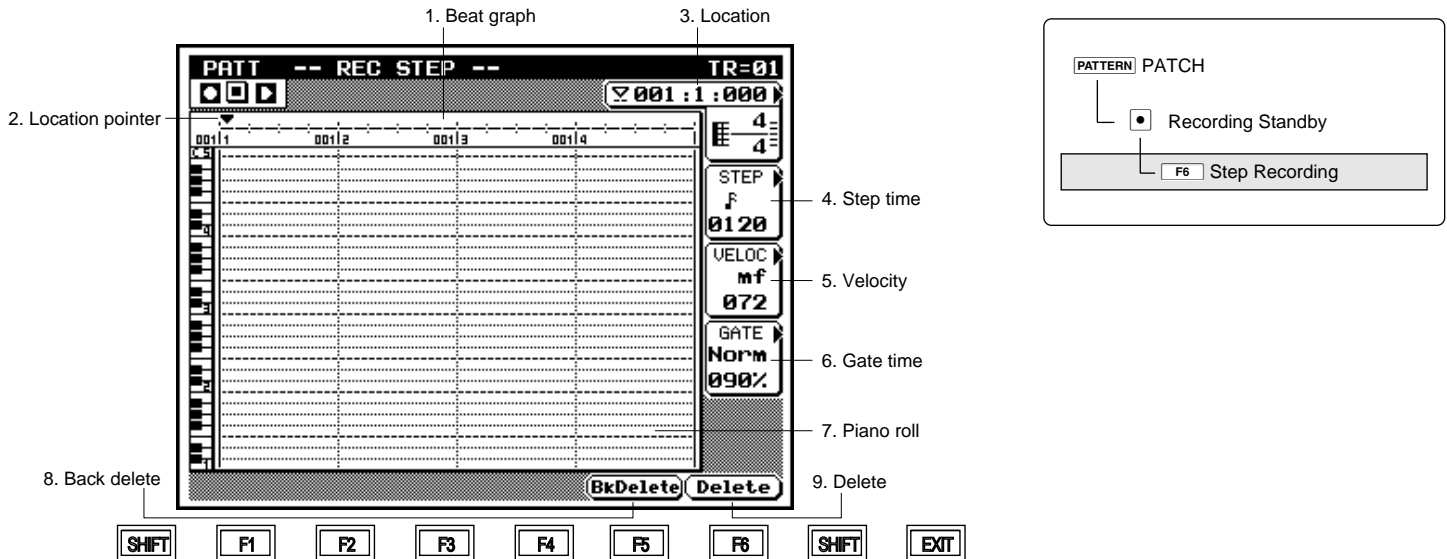 1. Beat graph
3. Location
PATT -- REC STEP -- TR=01
001:1:000
2. Location pointer
001|1 001|2 001|3 001|4
4
4
C5
STEP
0120
4. Step time
4
VELOC
mf
072
5. Velocity
3
GATE
Norm
090%
6. Gate time
2
7. Piano roll
1
8. Back delete
BkDelete Delete
9. Delete
SHIFT F1 F2 F3 F4 F5 F6 SHIFT EXIT
PATTERN PATCH
Recording Standby
F6 Step Recording